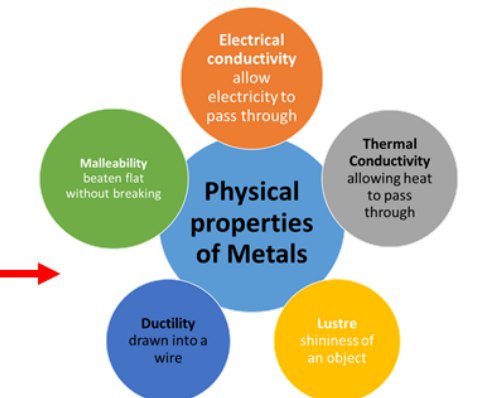 Electrical
conductivity
allow
electricity to
pass through
Malleability
beaten flat
without breaking
Thermal
Conductivity
allowing heat
to pass
through
Physical
properties
of Metals
Ductility
drawn into a
wire
Lustre
shininess of
an object